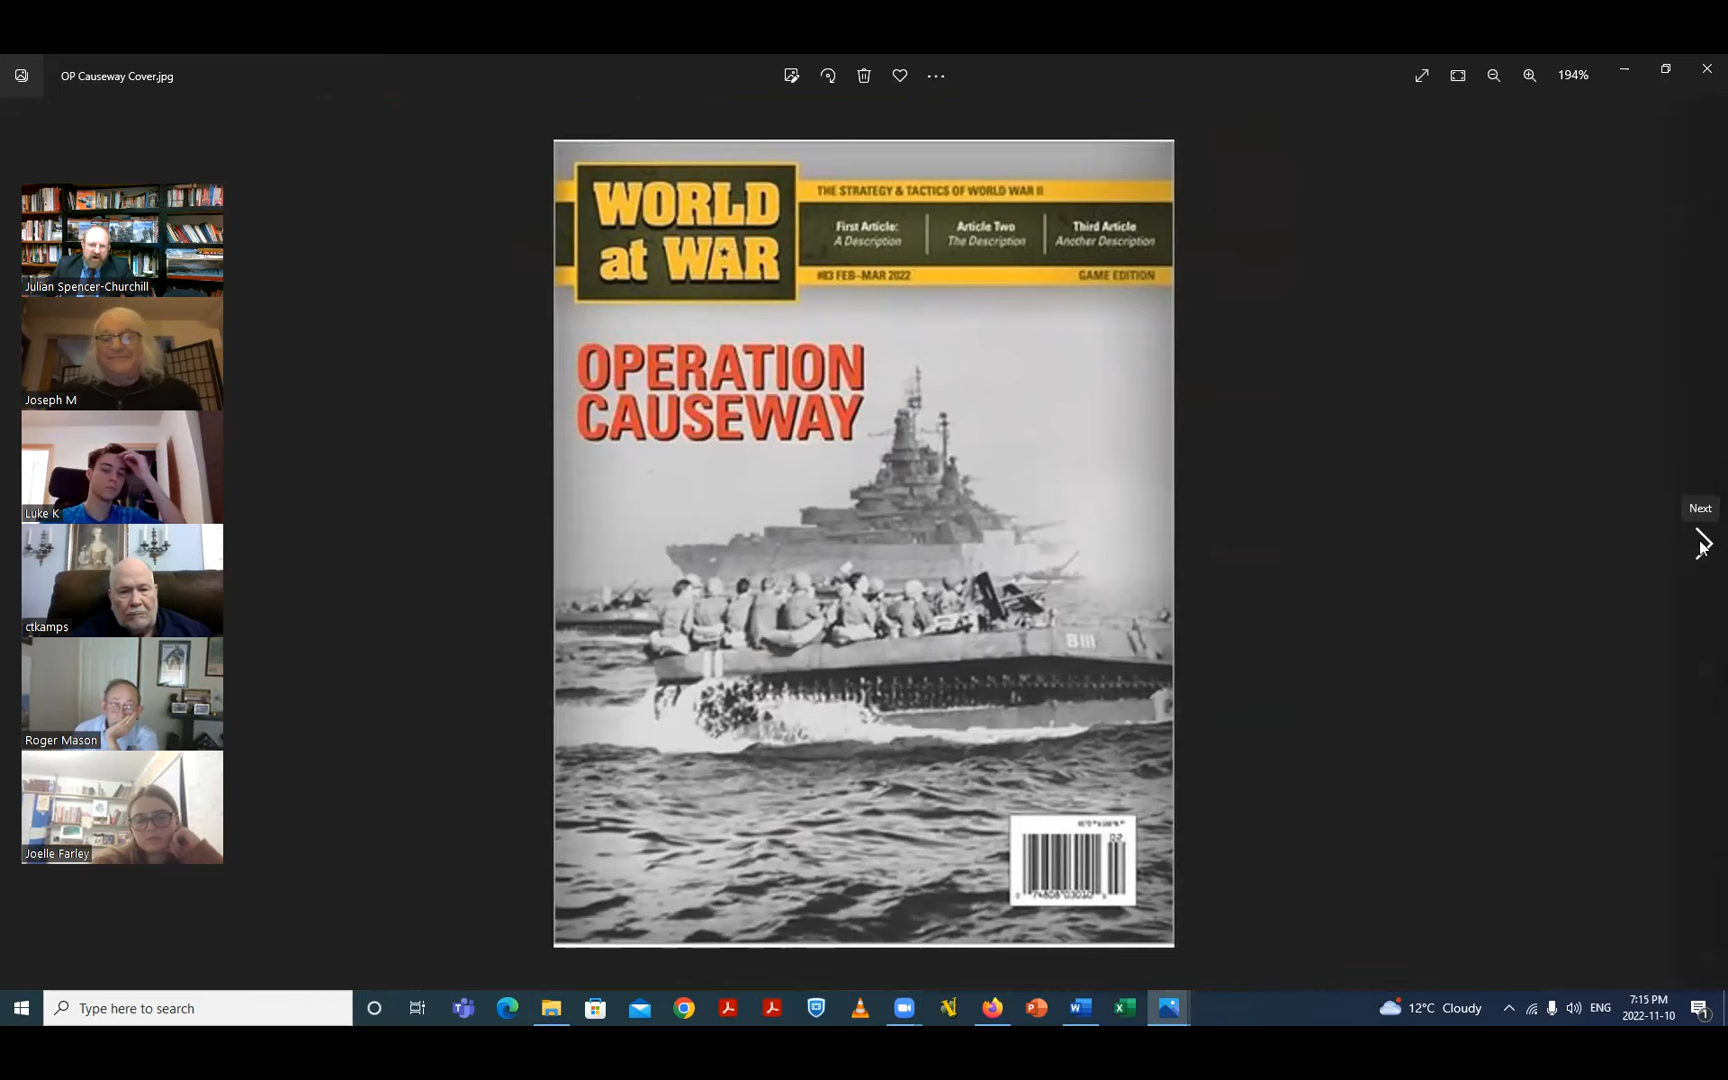 OP Causeway Cover.jpg
194%
Julian Spencer-Churchill
Joseph M
Luke K
ctkamps
Roger Mason
Joelle Farley
WORLD
at WAR
THE STRATEGY & TACTICS OF WORLD WAR II
First Article:
A Description
Article Two
The Description
Third Article
Another Description
#83 FEB–MAR 2022
GAME EDITION
OPERATION
CAUSEWAY
BIII
02
Next
Type here to search
12°C Cloudy
ENG
7:15 PM
2022-11-10
1